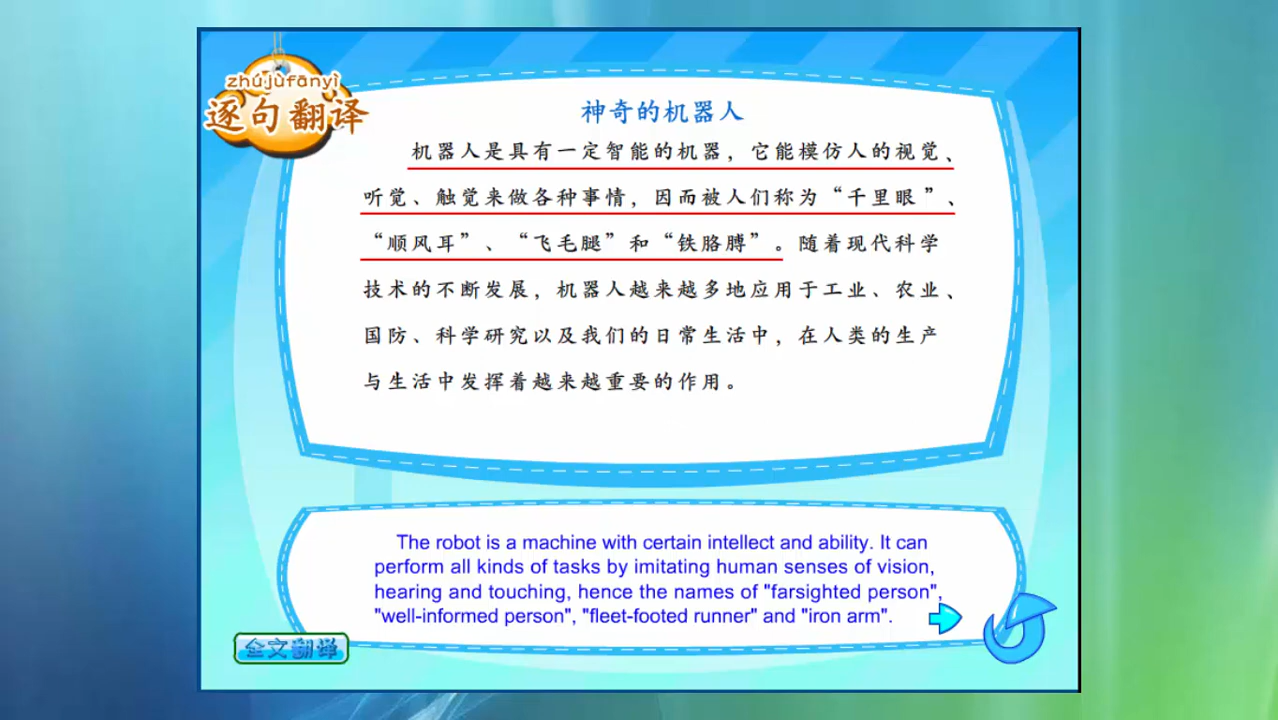 zhújùfānyì
逐句翻译
神奇的机器人
机器人是具有一定智能的机器，它能模仿人的视觉、
听觉、触觉来做各种事情，因而被人们称为“千里眼”、
“顺风耳”、“飞毛腿”和“铁胳膊”。随着现代科学
技术的不断发展，机器人越来越多地应用于工业、农业、
国防、科学研究以及我们的日常生活中，在人类的生产
与生活中发挥着越来越重要的作用。
The robot is a machine with certain intellect and ability. It can
perform all kinds of tasks by imitating human senses of vision,
hearing and touching, hence the names of "farsighted person",
"well-informed person", "fleet-footed runner" and "iron arm".
全文翻译